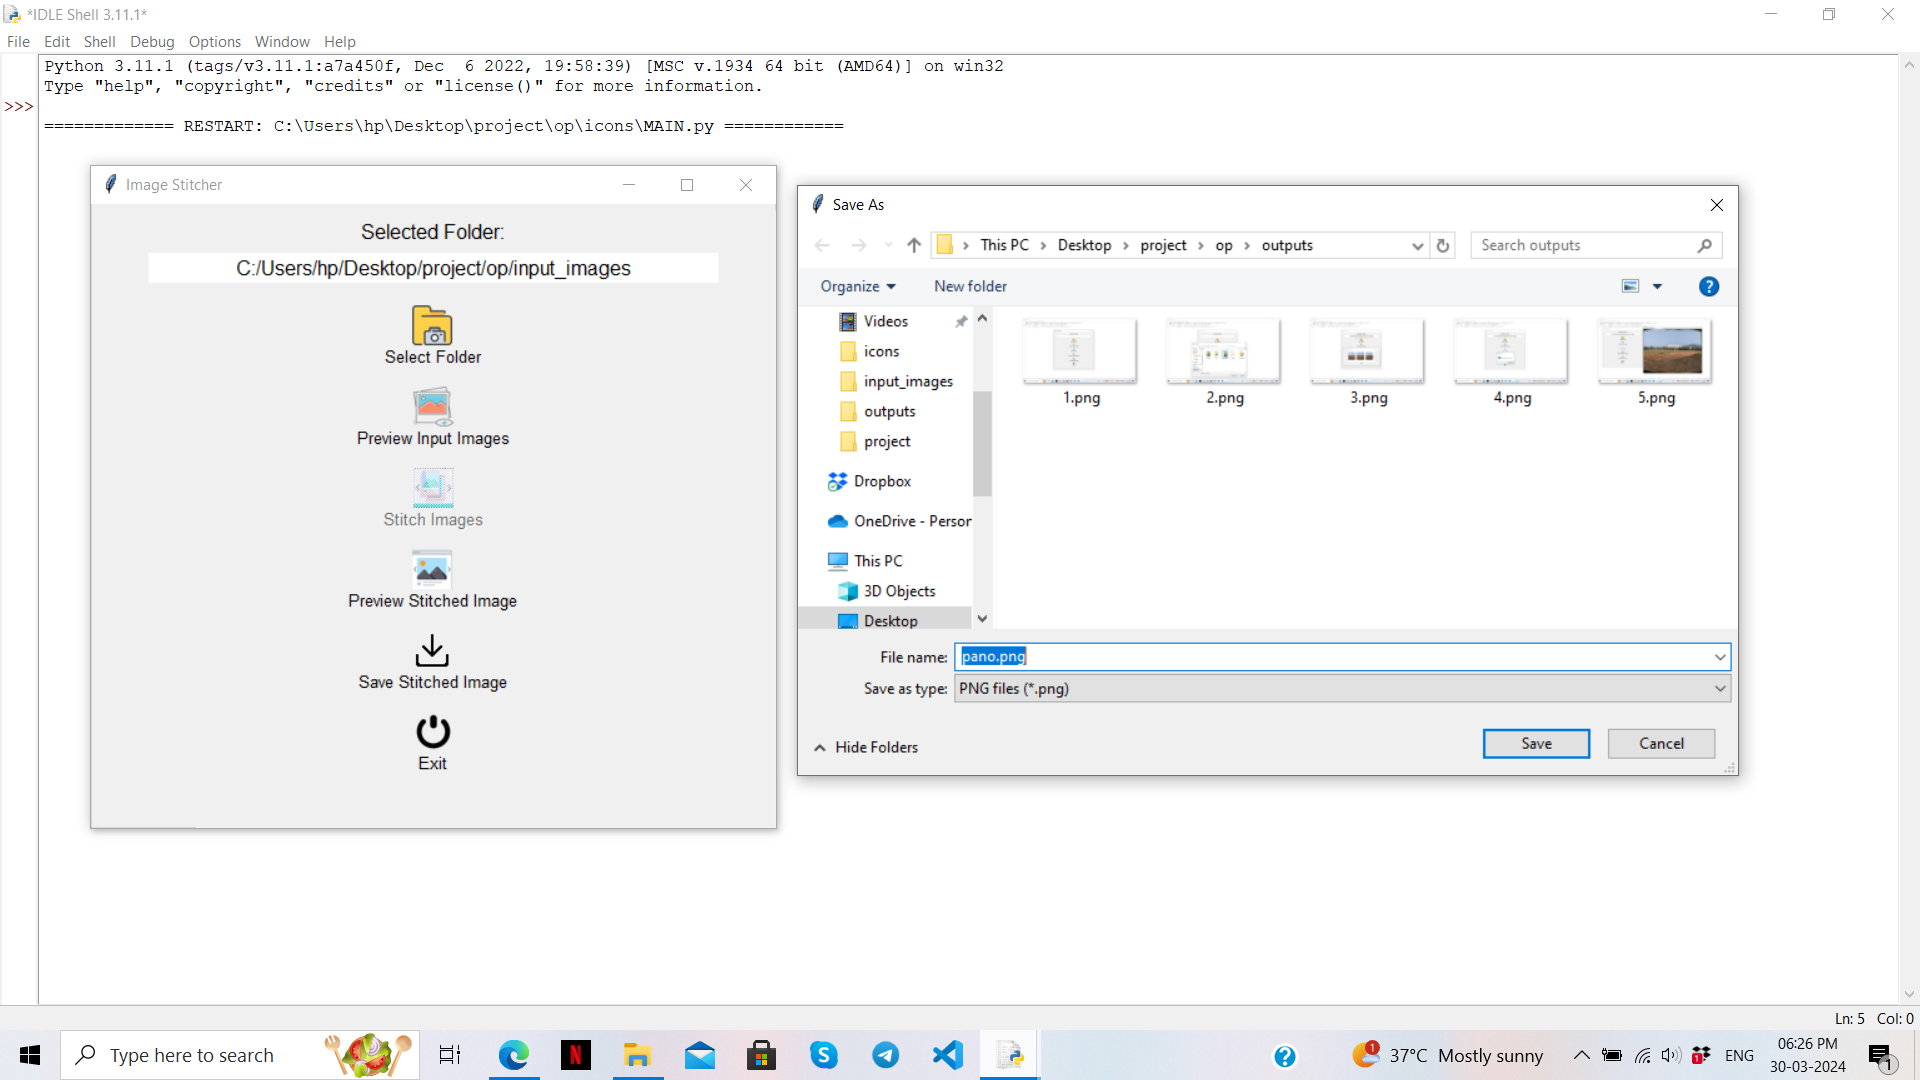 *IDLE Shell 3.11.1*
File Edit Shell Debug Options Window Help
Python 3.11.1 (tags/v3.11.1:a7a450f, Dec  6 2022, 19:58:39) [MSC v.1934 64 bit (AMD64)] on win32
Type "help", "copyright", "credits" or "license()" for more information.
>>>
============= RESTART: C:\Users\hp\Desktop\project\op\icons\MAIN.py ============
Image Stitcher
Selected Folder:
C:/Users/hp/Desktop/project/op/input_images
Select Folder
Preview Input Images
Stitch Images
Preview Stitched Image
Save Stitched Image
Exit
Save As
This PC > Desktop > project > op > outputs
Search outputs
Organize
New folder
Videos
icons
input_images
outputs
project
Dropbox
OneDrive - Person
This PC
3D Objects
Desktop
1.png
2.png
3.png
4.png
5.png
File name: pano.png
Save as type: PNG files (*.png)
Hide Folders
Save
Cancel
Ln: 5 Col: 0
Type here to search
37°C Mostly sunny
ENG
06:26 PM
30-03-2024
1